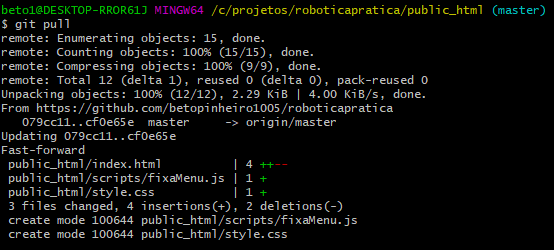 beto1@DESKTOP-RROR61J MINGW64 /c/projetos/roboticapratica/public_html (master)
$ git pull
remote: Enumerating objects: 15, done.
remote: Counting objects: 100% (15/15), done.
remote: Compressing objects: 100% (9/9), done.
remote: Total 12 (delta 1), reused 0 (delta 0), pack-reused 0
Unpacking objects: 100% (12/12), 2.29 KiB | 4.00 KiB/s, done.
From https://github.com/betopinheiro1005/roboticapratica
   079cc11..cf0e65e  master     -> origin/master
Updating 079cc11..cf0e65e
Fast-forward
 public_html/index.html         | 4 ++--
 public_html/scripts/fixaMenu.js | 1 +
 public_html/style.css          | 1 +
 3 files changed, 4 insertions(+), 2 deletions(-)
 create mode 100644 public_html/scripts/fixaMenu.js
 create mode 100644 public_html/style.css